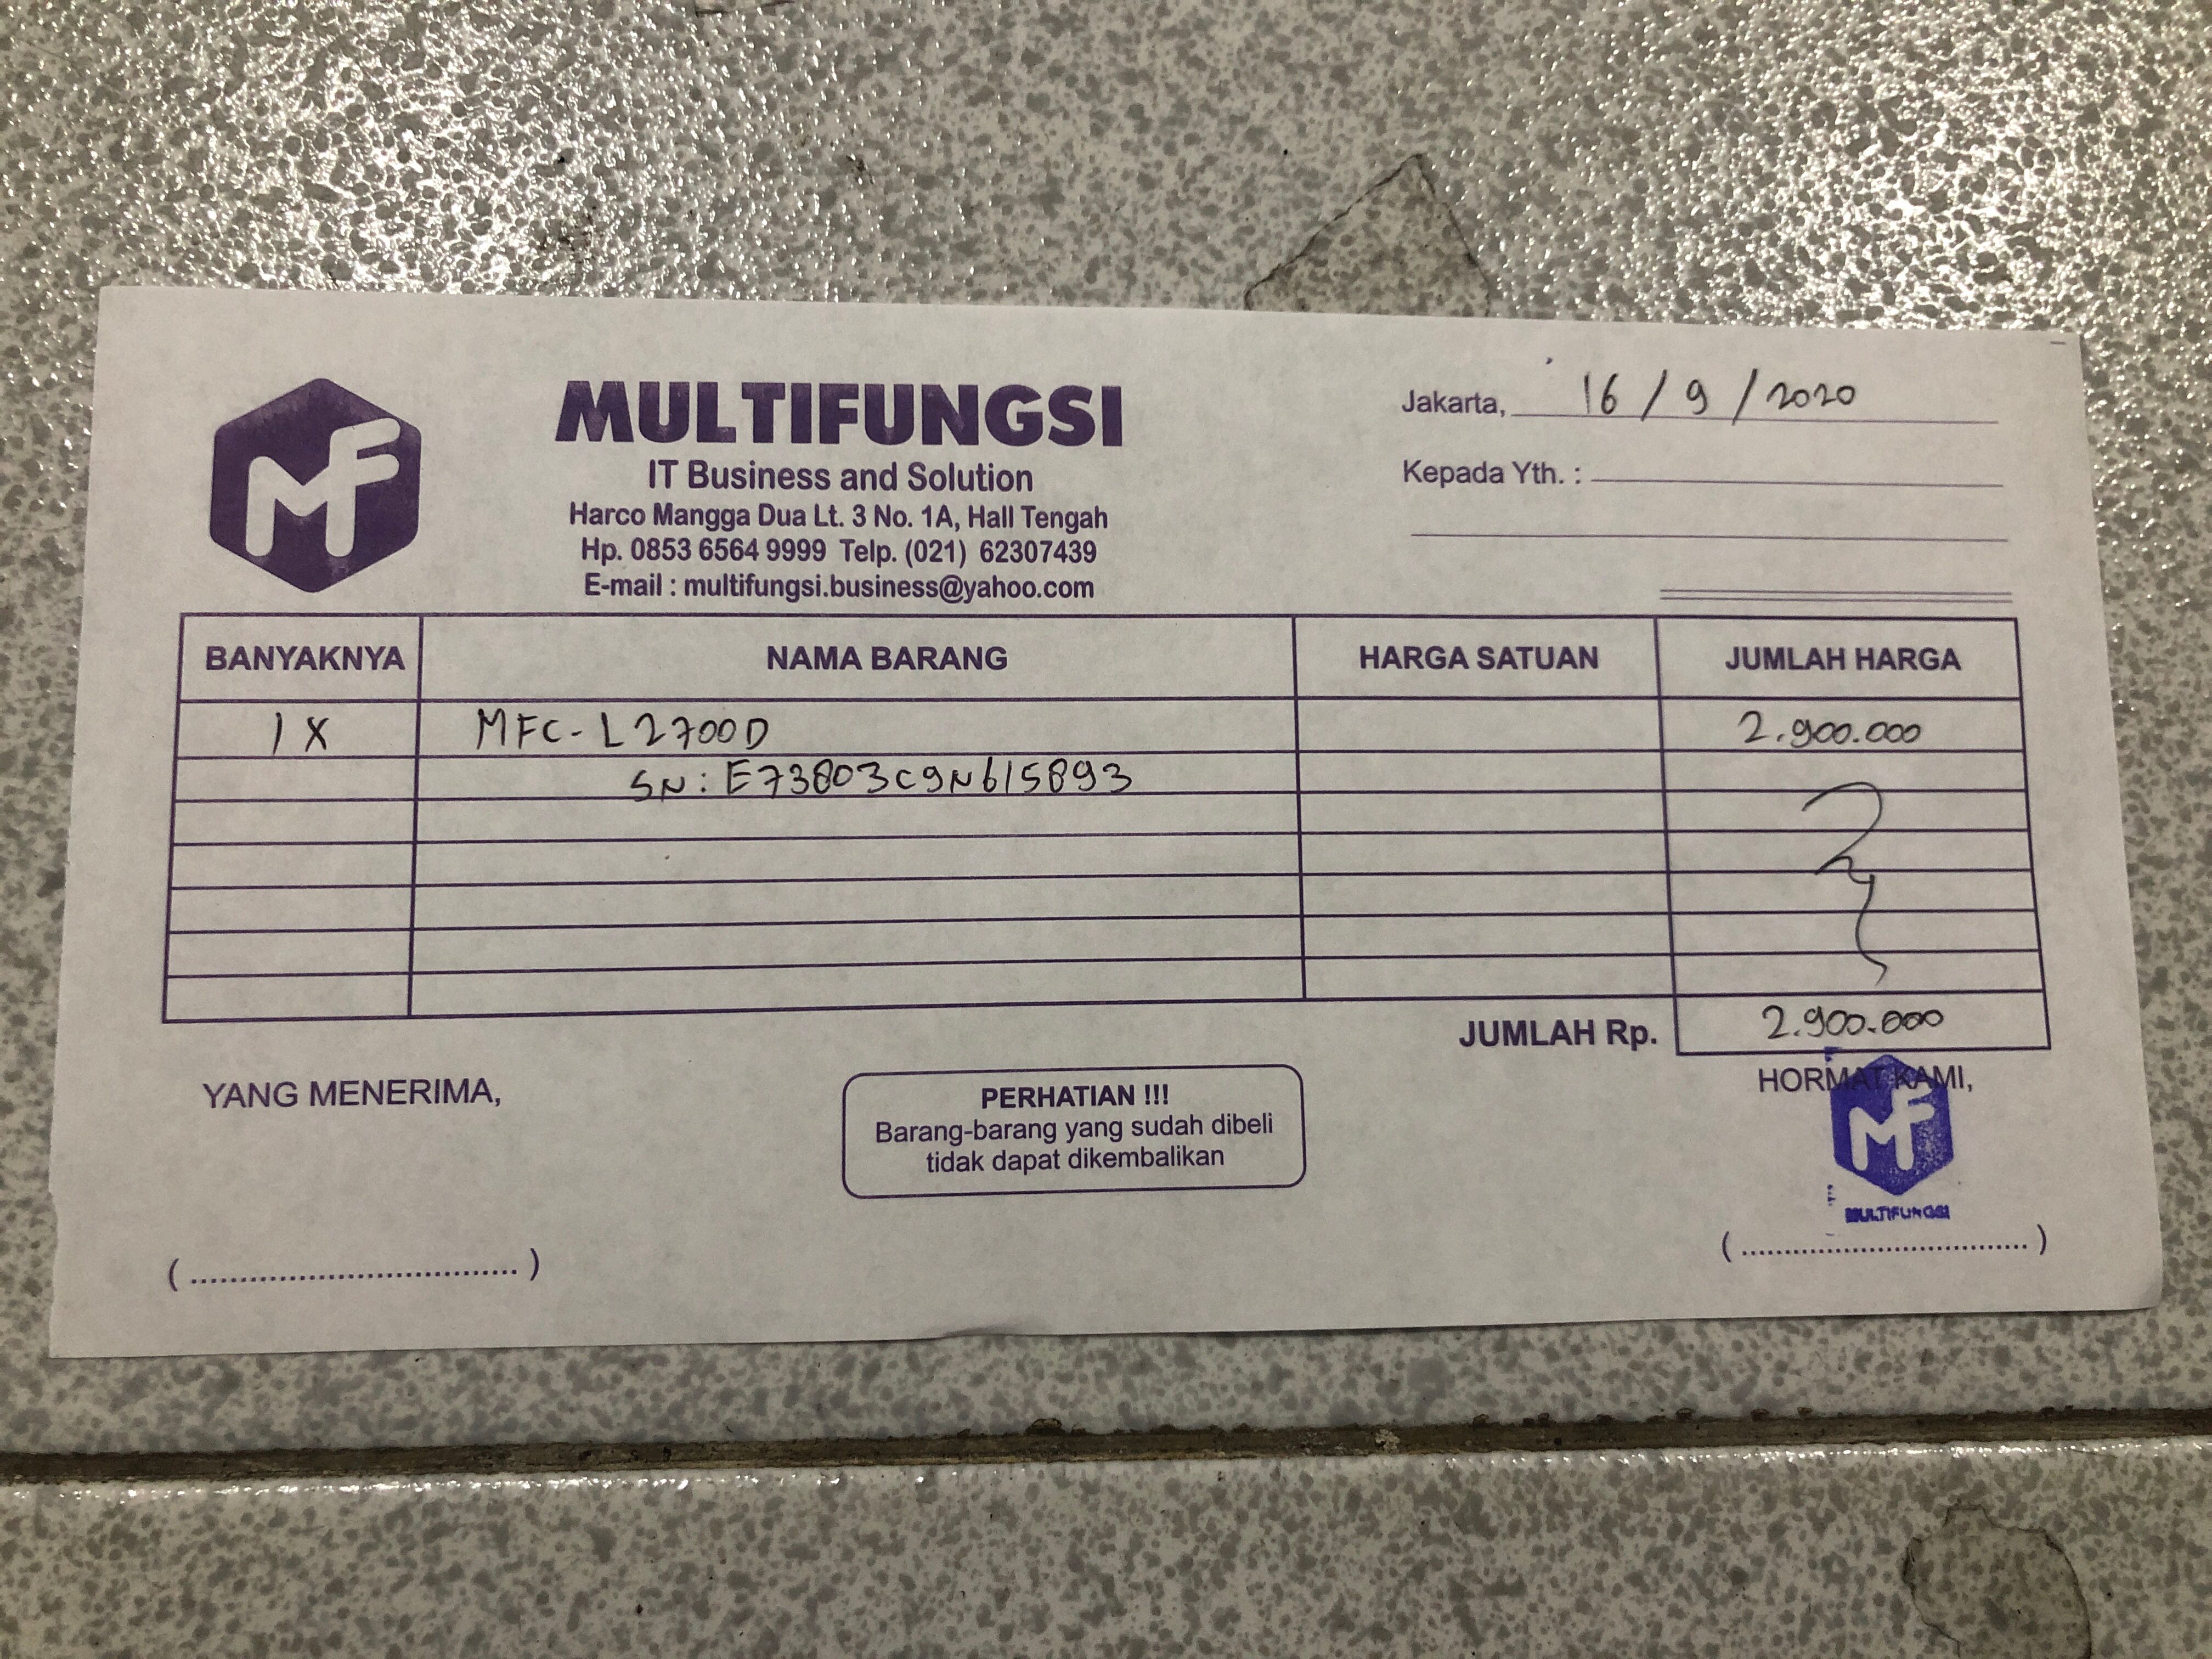 MF
MULTIFUNGSI
IT Business and Solution
Harco Mangga Dua Lt. 3 No. 1A, Hall Tengah
Hp. 0853 6564 9999 Telp. (021) 62307439
E-mail : multifungsi.business@yahoo.com
Jakarta, 16 / 9 / 2020
Kepada Yth. :
BANYAKNYA NAMA BARANG HARGA SATUAN JUMLAH HARGA
1 X MFC-L2700D 2.900.000
SN: E73803C9N615893
JUMLAH Rp. 2.900.000
YANG MENERIMA,
PERHATIAN !!!
Barang-barang yang sudah dibeli
tidak dapat dikembalikan
HORMAT KAMI,
MF
MULTIFUNGSI
(................................)
(................................)